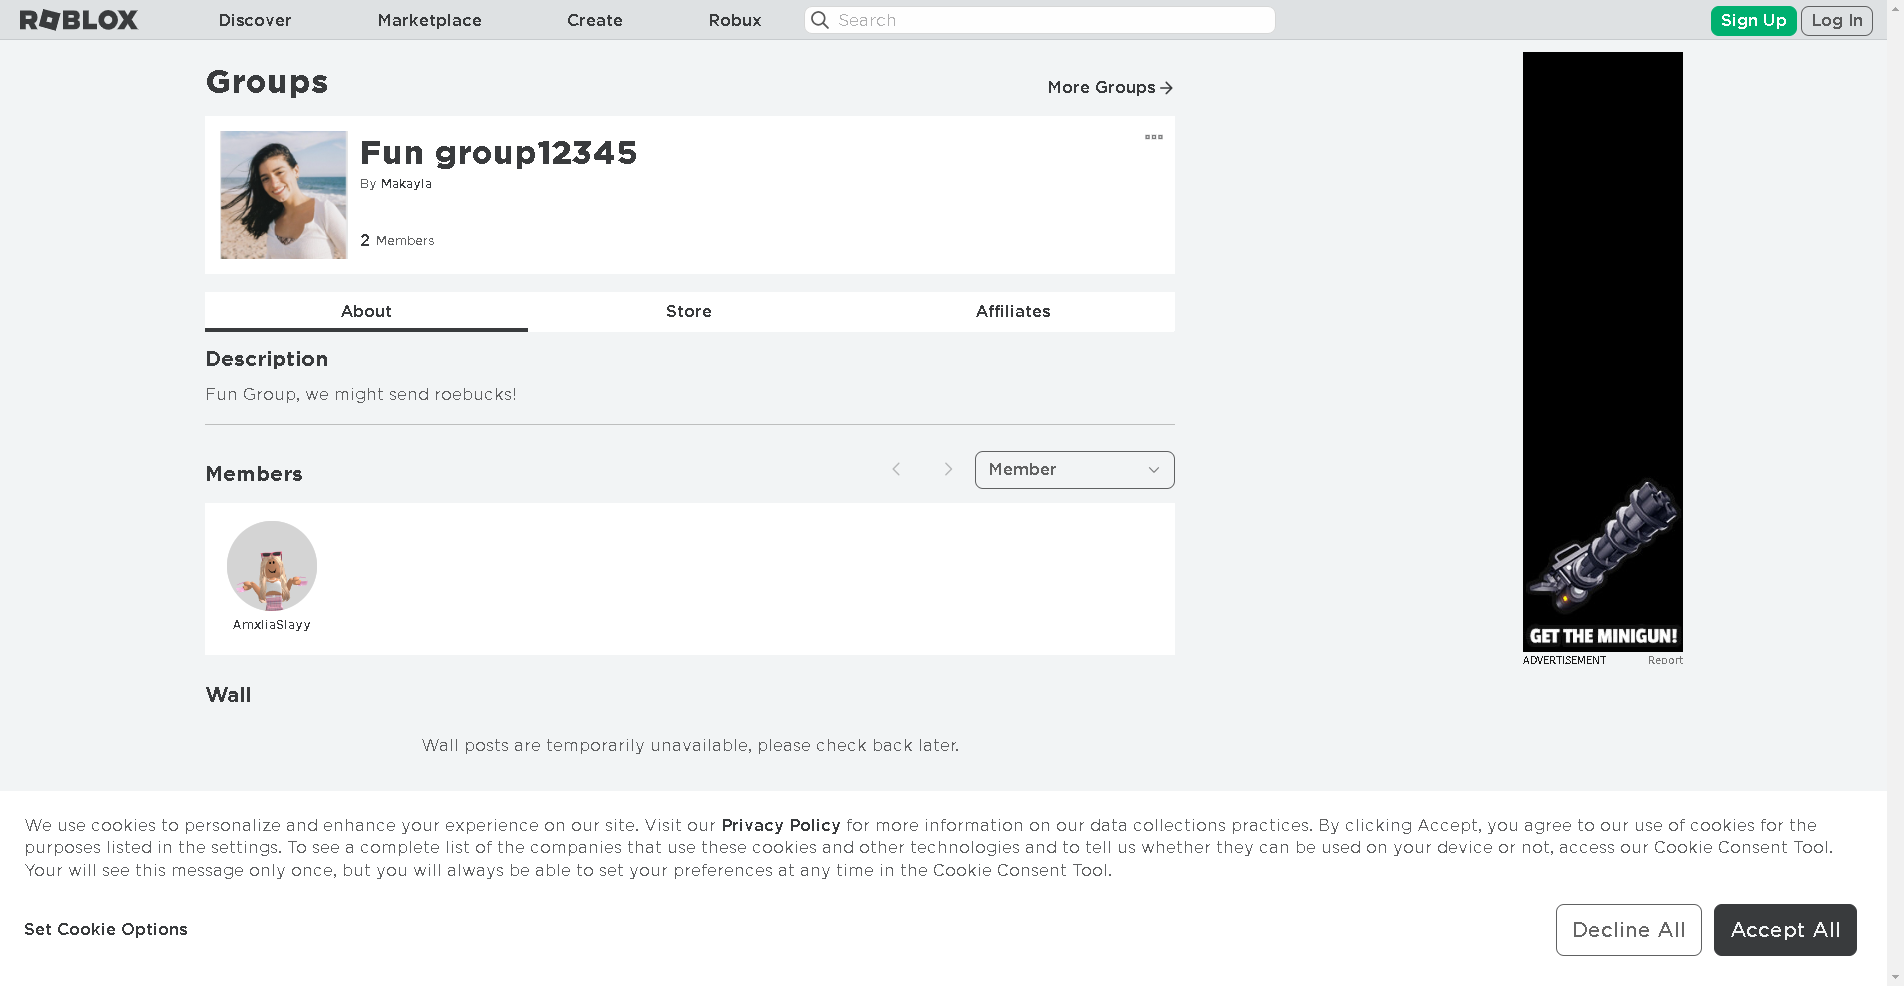 ROBLOX Discover Marketplace Create Robux Search Sign Up Log In
Groups
More Groups
Fun group12345
By Makayla
2 Members
About Store Affiliates
Description
Fun Group, we might send roebucks!
Members
Member
AmxliaSlayy
Wall
Wall posts are temporarily unavailable, please check back later.
GET THE MINIGUN!
ADVERTISEMENT Report
We use cookies to personalize and enhance your experience on our site. Visit our Privacy Policy for more information on our data collections practices. By clicking Accept, you agree to our use of cookies for the
purposes listed in the settings. To see a complete list of the companies that use these cookies and other technologies and to tell us whether they can be used on your device or not, access our Cookie Consent Tool.
Your will see this message only once, but you will always be able to set your preferences at any time in the Cookie Consent Tool.
Set Cookie Options
Decline All Accept All